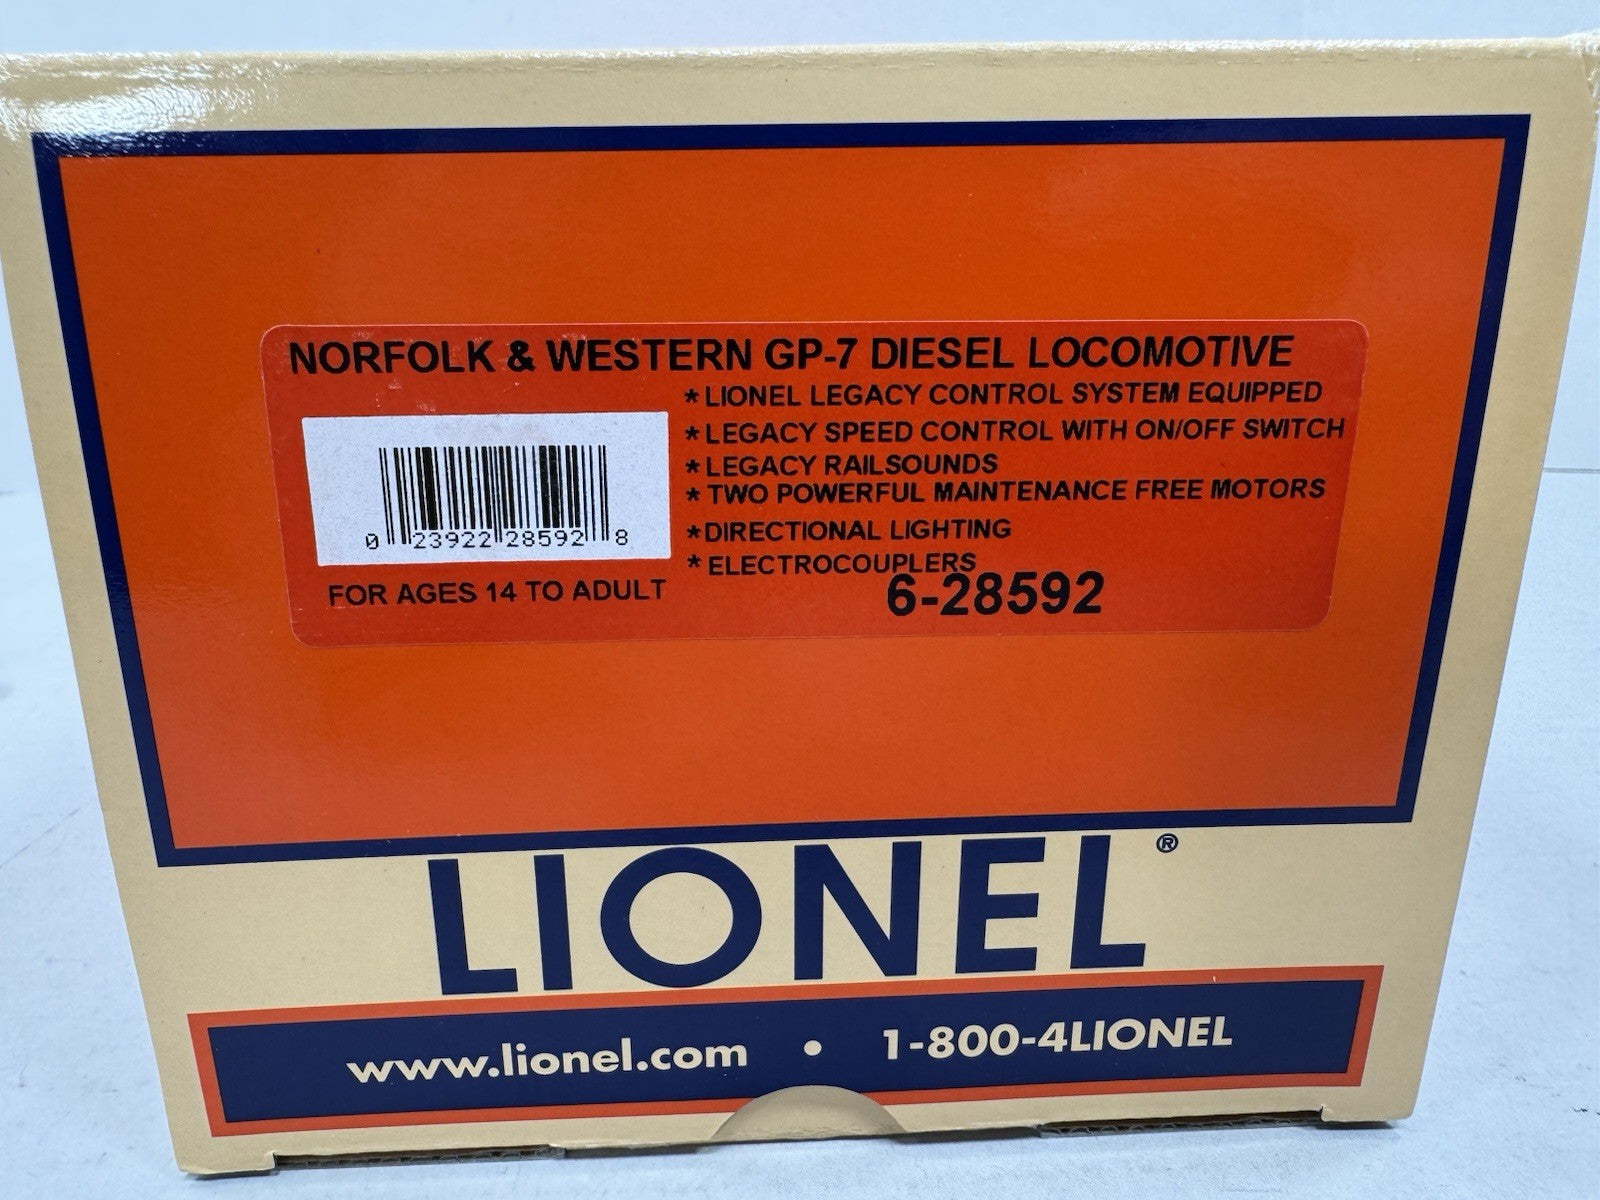 NORFOLK & WESTERN GP-7 DIESEL LOCOMOTIVE
* LIONEL LEGACY CONTROL SYSTEM EQUIPPED
* LEGACY SPEED CONTROL WITH ON/OFF SWITCH
* LEGACY RAILSOUNDS
* TWO POWERFUL MAINTENANCE FREE MOTORS
* DIRECTIONAL LIGHTING
* ELECTROCOUPLERS
0 23922 28592 8
FOR AGES 14 TO ADULT
6-28592
LIONEL®
www.lionel.com • 1-800-4LIONEL